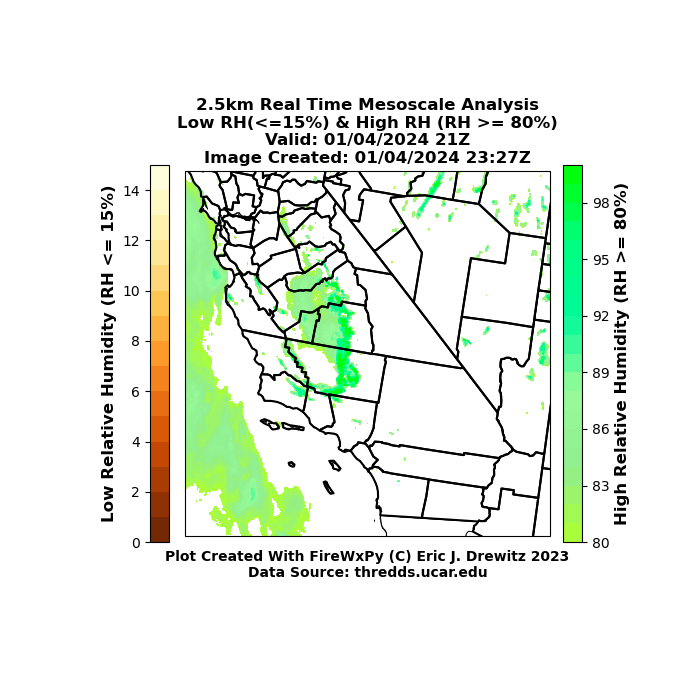 2.5km Real Time Mesoscale Analysis
Low RH(<=15%) & High RH (RH >= 80%)
Valid: 01/04/2024 21Z
Image Created: 01/04/2024 23:27Z
Low Relative Humidity (RH <= 15%)
14
12
10
8
6
4
2
0
98
95
92
89
86
83
80
High Relative Humidity (RH >= 80%)
Plot Created With FireWxPy (C) Eric J. Drewitz 2023
Data Source: thredds.ucar.edu